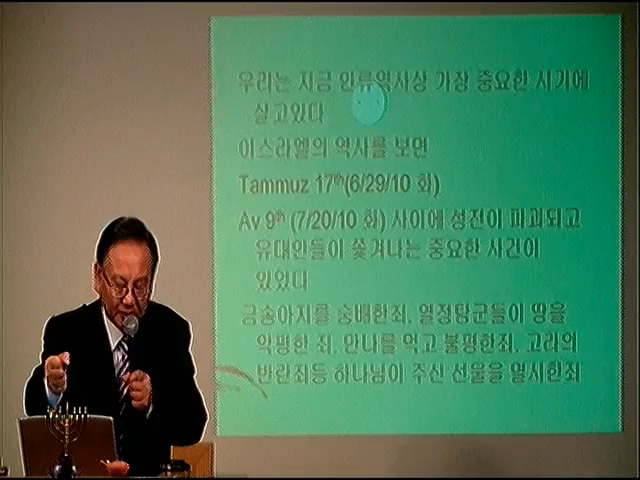 우리는 지금 인류역사상 가장 중요한 시기에
살고있다
이스라엘의 역사를 보면
Tammuz 17th(6/29/10 화)
Av 9th (7/20/10 화) 사이에 성전이 파괴되고
유대인들이 쫓겨나는 중요한 사건이
있었다
금송아지를 숭배한죄, 열정탐군들이 땅을
악평한 죄, 만나를 먹고 불평한죄, 고라의
반란죄등 하나님이 주신 선물을 멸시한죄